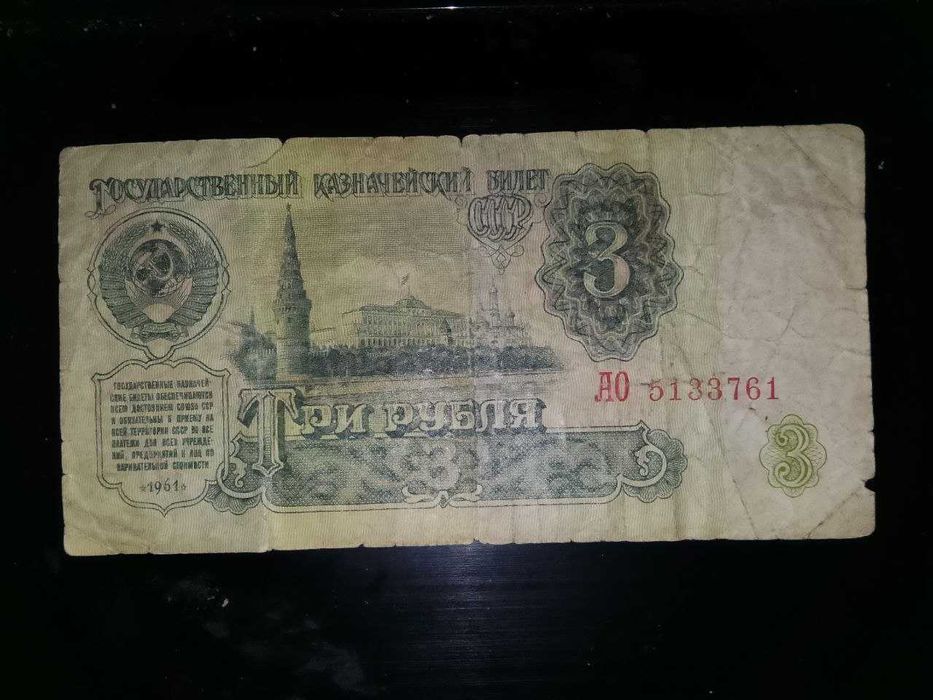 ГОСУДАРСТВЕННЫЙ КАЗНАЧЕЙСКИЙ БИЛЕТ
СССР
3
ГОСУДАРСТВЕННЫЕ КАЗНАЧЕЙ-
СКИЕ БИЛЕТЫ ОБЕСПЕЧИВАЮТСЯ
ВСЕМ ДОСТОЯНИЕМ СОЮЗА ССР
И ОБЯЗАТЕЛЬНЫ К ПРИЕМУ НА
ВСЕЙ ТЕРРИТОРИИ СССР ВО ВСЕ
ПЛАТЕЖИ ДЛЯ ВСЕХ УЧРЕЖДЕ-
НИЙ, ПРЕДПРИЯТИЙ И ЛИЦ ПО
НАРИЦАТЕЛЬНОЙ СТОИМОСТИ
*1961*
АО 5133761
ТРИ РУБЛЯ
3
3